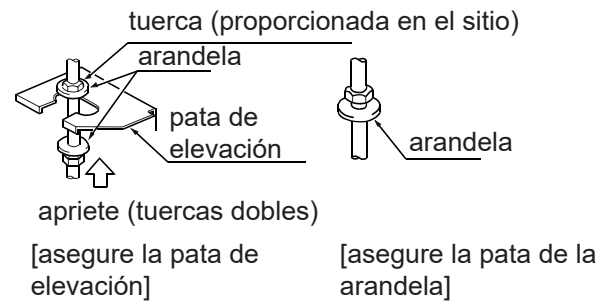 tuerca (proporcionada en el sitio)
arandela
pata de
elevación
arandela
apriete (tuercas dobles)
[asegure la pata de
elevación]
[asegure la pata de la
arandela]